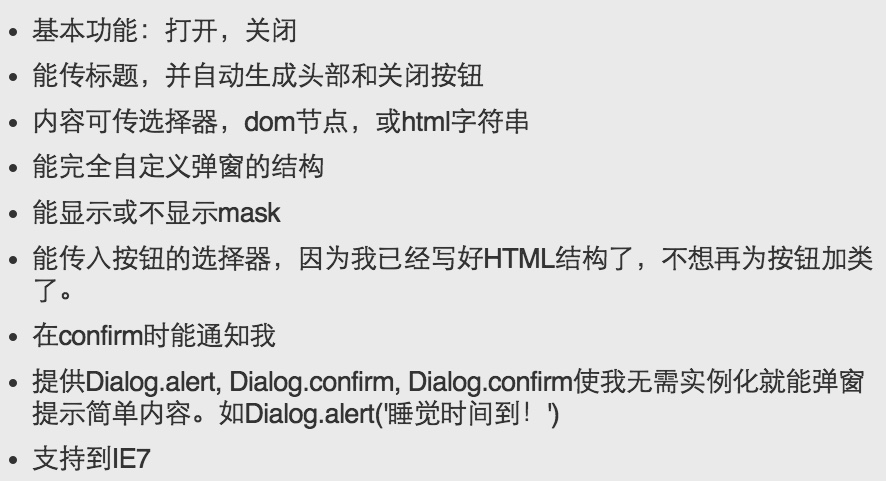 • 基本功能：打开，关闭
• 能传标题，并自动生成头部和关闭按钮
• 内容可传选择器，dom节点，或html字符串
• 能完全自定义弹窗的结构
• 能显示或不显示mask
• 能传入按钮的选择器，因为我已经写好HTML结构了，不想再为按钮加类
了。
• 在confirm时能通知我
• 提供Dialog.alert, Dialog.confirm, Dialog.confirm使我无需实例化就能弹窗
提示简单内容。如Dialog.alert('睡觉时间到！')
• 支持到IE7